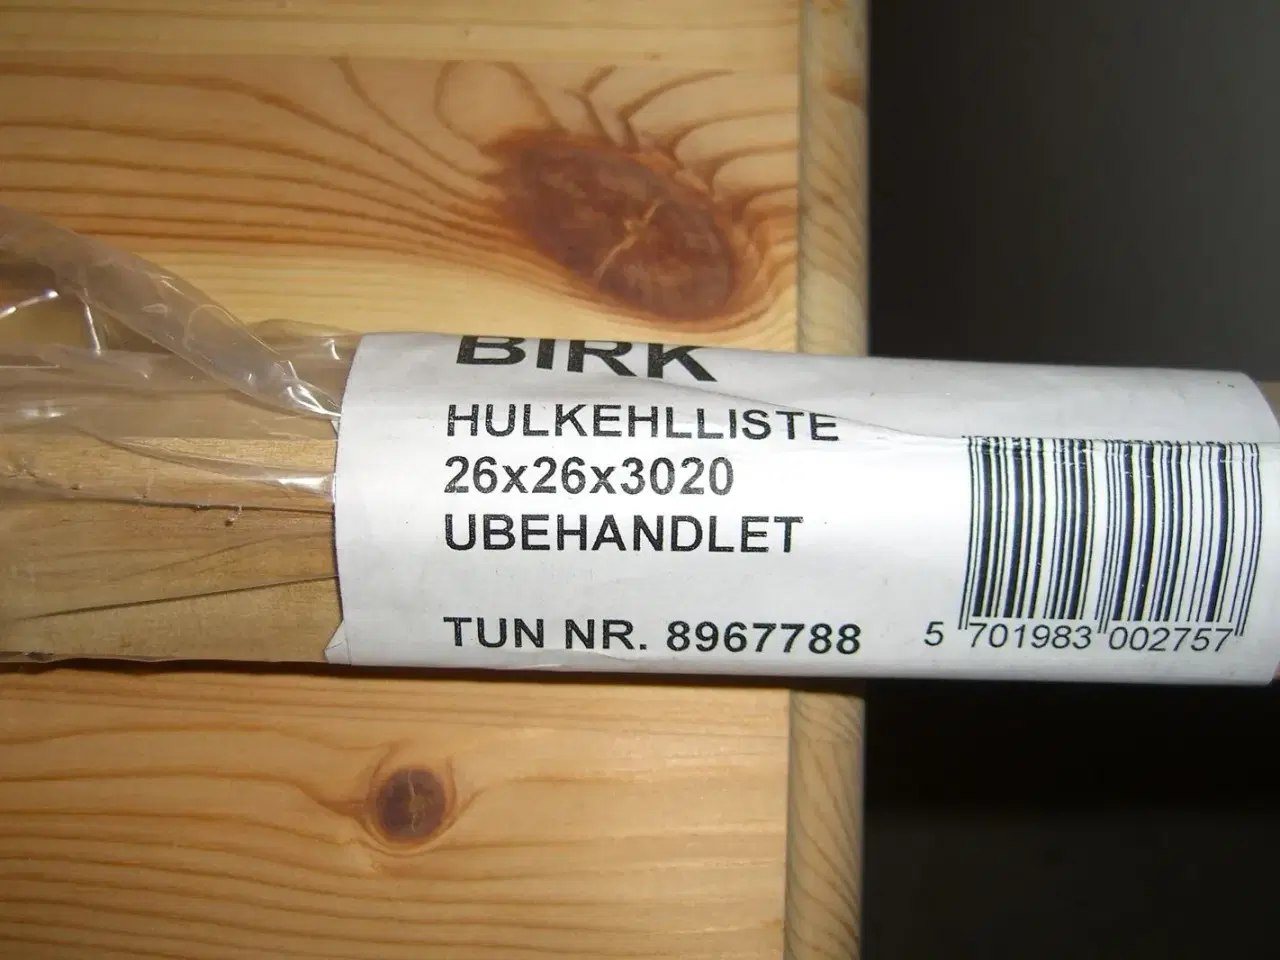 BIRK
HULKEHLLISTE
26x26x3020
UBEHANDLET
TUN NR. 8967788
5 701983 002757